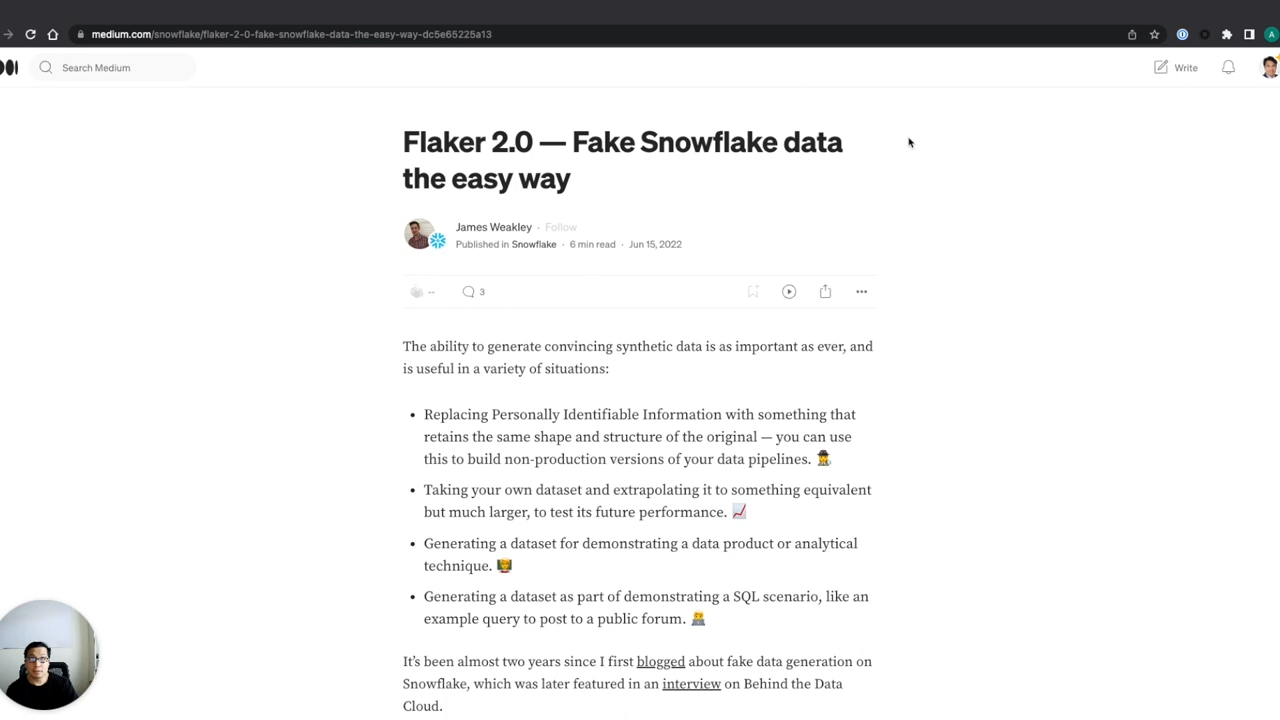 medium.com/snowflake/flaker-2-0-fake-snowflake-data-the-easy-way-dc5e65225a13
A
Search Medium
Write
Flaker 2.0 — Fake Snowflake data
the easy way
James Weakley · Follow
Published in Snowflake · 6 min read · Jun 15, 2022
--
3
The ability to generate convincing synthetic data is as important as ever, and
is useful in a variety of situations:
• Replacing Personally Identifiable Information with something that
retains the same shape and structure of the original — you can use
this to build non-production versions of your data pipelines. 🕵️
• Taking your own dataset and extrapolating it to something equivalent
but much larger, to test its future performance. 📈
• Generating a dataset for demonstrating a data product or analytical
technique. 👩‍🏫
• Generating a dataset as part of demonstrating a SQL scenario, like an
example query to post to a public forum. 👨‍💻
It’s been almost two years since I first blogged about fake data generation on
Snowflake, which was later featured in an interview on Behind the Data
Cloud.